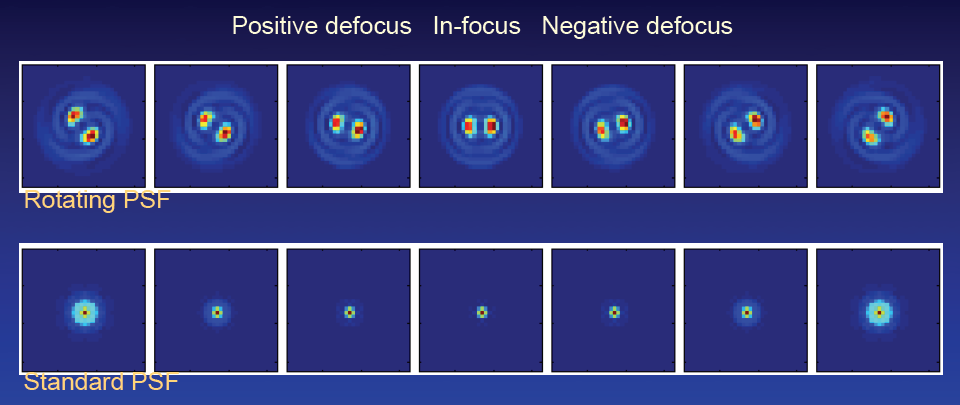 Positive defocus In-focus Negative defocus
Rotating PSF
Standard PSF